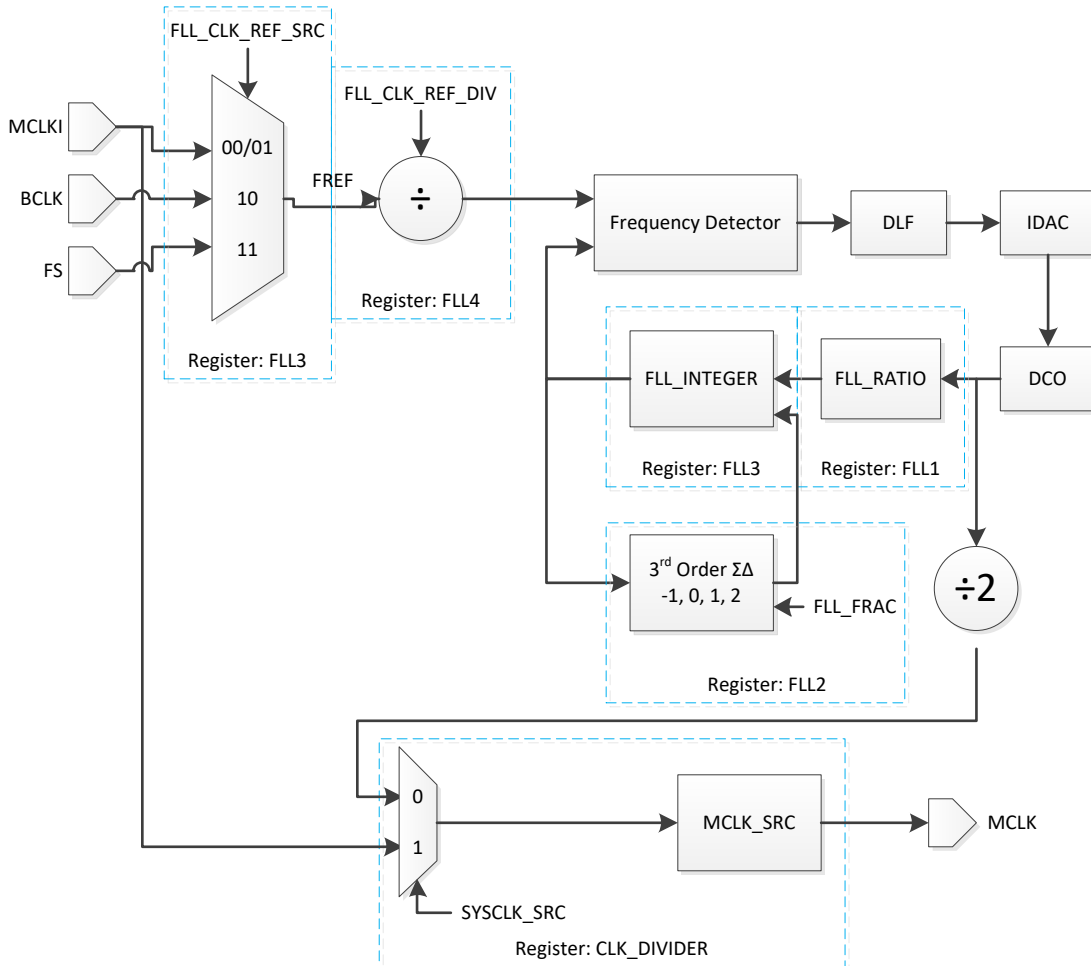 FLL_CLK_REF_SRC
FLL_CLK_REF_DIV
MCLKI
BCLK
FS
00/01
10
11
FREF
÷
Register: FLL3
Register: FLL4
Frequency Detector
DLF
IDAC
FLL_INTEGER
FLL_RATIO
DCO
Register: FLL3
Register: FLL1
3rd Order ΣΔ
-1, 0, 1, 2
FLL_FRAC
Register: FLL2
÷2
0
1
MCLK_SRC
MCLK
SYSCLK_SRC
Register: CLK_DIVIDER